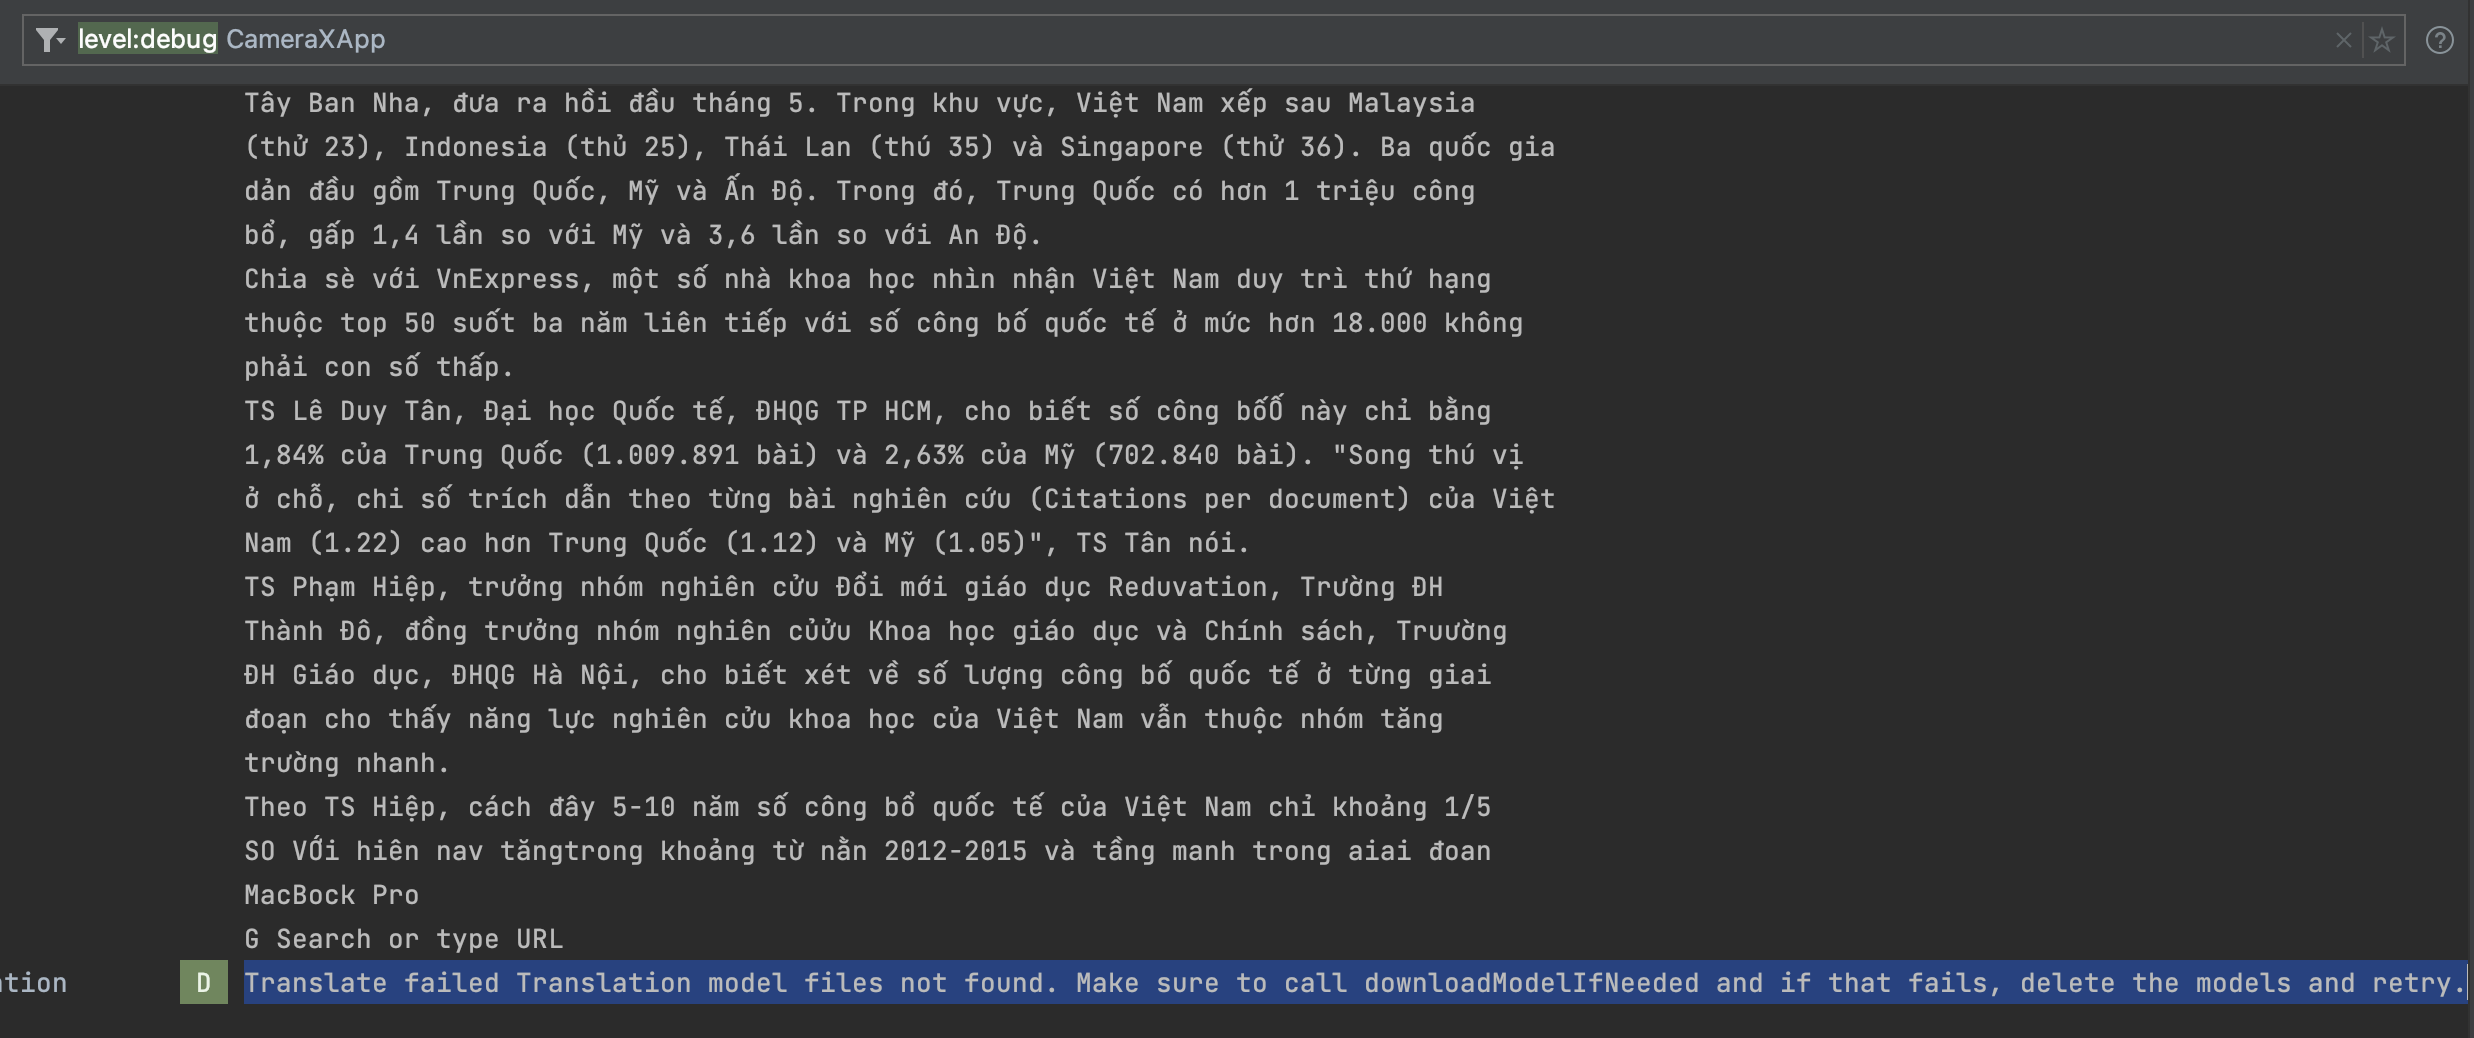 level:debug CameraXApp
Tây Ban Nha, đưa ra hồi đầu tháng 5. Trong khu vực, Việt Nam xếp sau Malaysia
(thử 23), Indonesia (thủ 25), Thái Lan (thú 35) và Singapore (thử 36). Ba quốc gia
dản đầu gồm Trung Quốc, Mỹ và Ấn Độ. Trong đó, Trung Quốc có hơn 1 triệu công
bổ, gấp 1,4 lần so với Mỹ và 3,6 lần so với An Độ.
Chia sè với VnExpress, một số nhà khoa học nhìn nhận Việt Nam duy trì thứ hạng
thuộc top 50 suốt ba năm liên tiếp với số công bố quốc tế ở mức hơn 18.000 không
phải con số thấp.
TS Lê Duy Tân, Đại học Quốc tế, ĐHQG TP HCM, cho biết số công bốỖ này chỉ bằng
1,84% của Trung Quốc (1.009.891 bài) và 2,63% của Mỹ (702.840 bài). "Song thú vị
ở chỗ, chi số trích dẫn theo từng bài nghiên cứu (Citations per document) của Việt
Nam (1.22) cao hơn Trung Quốc (1.12) và Mỹ (1.05)", TS Tân nói.
TS Phạm Hiệp, trưởng nhóm nghiên cửu Đổi mới giáo dục Reduvation, Trường ĐH
Thành Đô, đồng trưởng nhóm nghiên củửu Khoa học giáo dục và Chính sách, Truường
ĐH Giáo dục, ĐHQG Hà Nội, cho biết xét về số lượng công bố quốc tế ở từng giai
đoạn cho thấy năng lực nghiên cửu khoa học của Việt Nam vẫn thuộc nhóm tăng
trường nhanh.
Theo TS Hiệp, cách đây 5-10 năm số công bổ quốc tế của Việt Nam chỉ khoảng 1/5
SO VỚi hiên nav tăngtrong khoảng từ nằn 2012-2015 và tầng manh trong aiai đoan
MacBock Pro
G Search or type URL
ation D Translate failed Translation model files not found. Make sure to call downloadModelIfNeeded and if that fails, delete the models and retry.